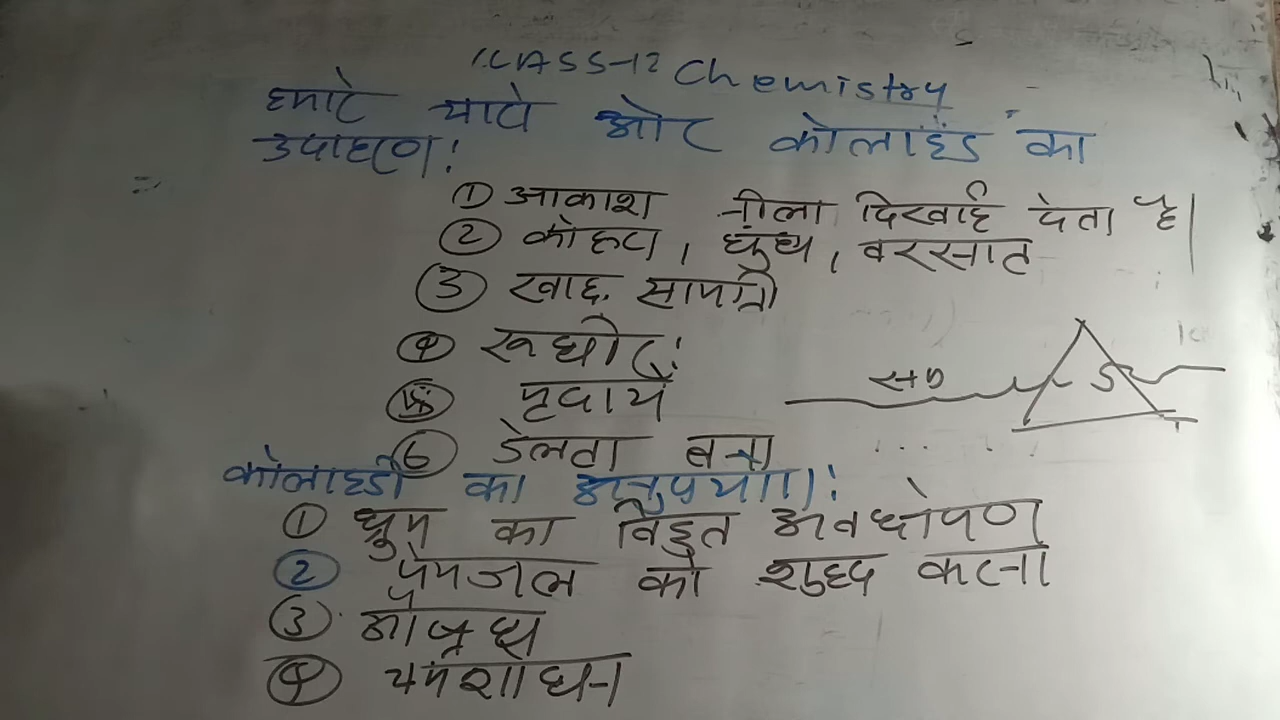 CLASS-12 Chemistry
हमारे चारो ओर कोलाइड का
उदाहरण!
① आकाश नीला दिखाई देता है।
② कोहरा, धुंध, बरसात
③ खाद्य सामग्री
④ रूधीर!
⑤ मृदायें
⑥ डेल्टा बना
कोलाइडो का अनुप्रयोग!
① धुम्र का विद्युत अवक्षेपण
② पेयजल को शुद्ध करना
③ औषध
④ चर्मशोधन